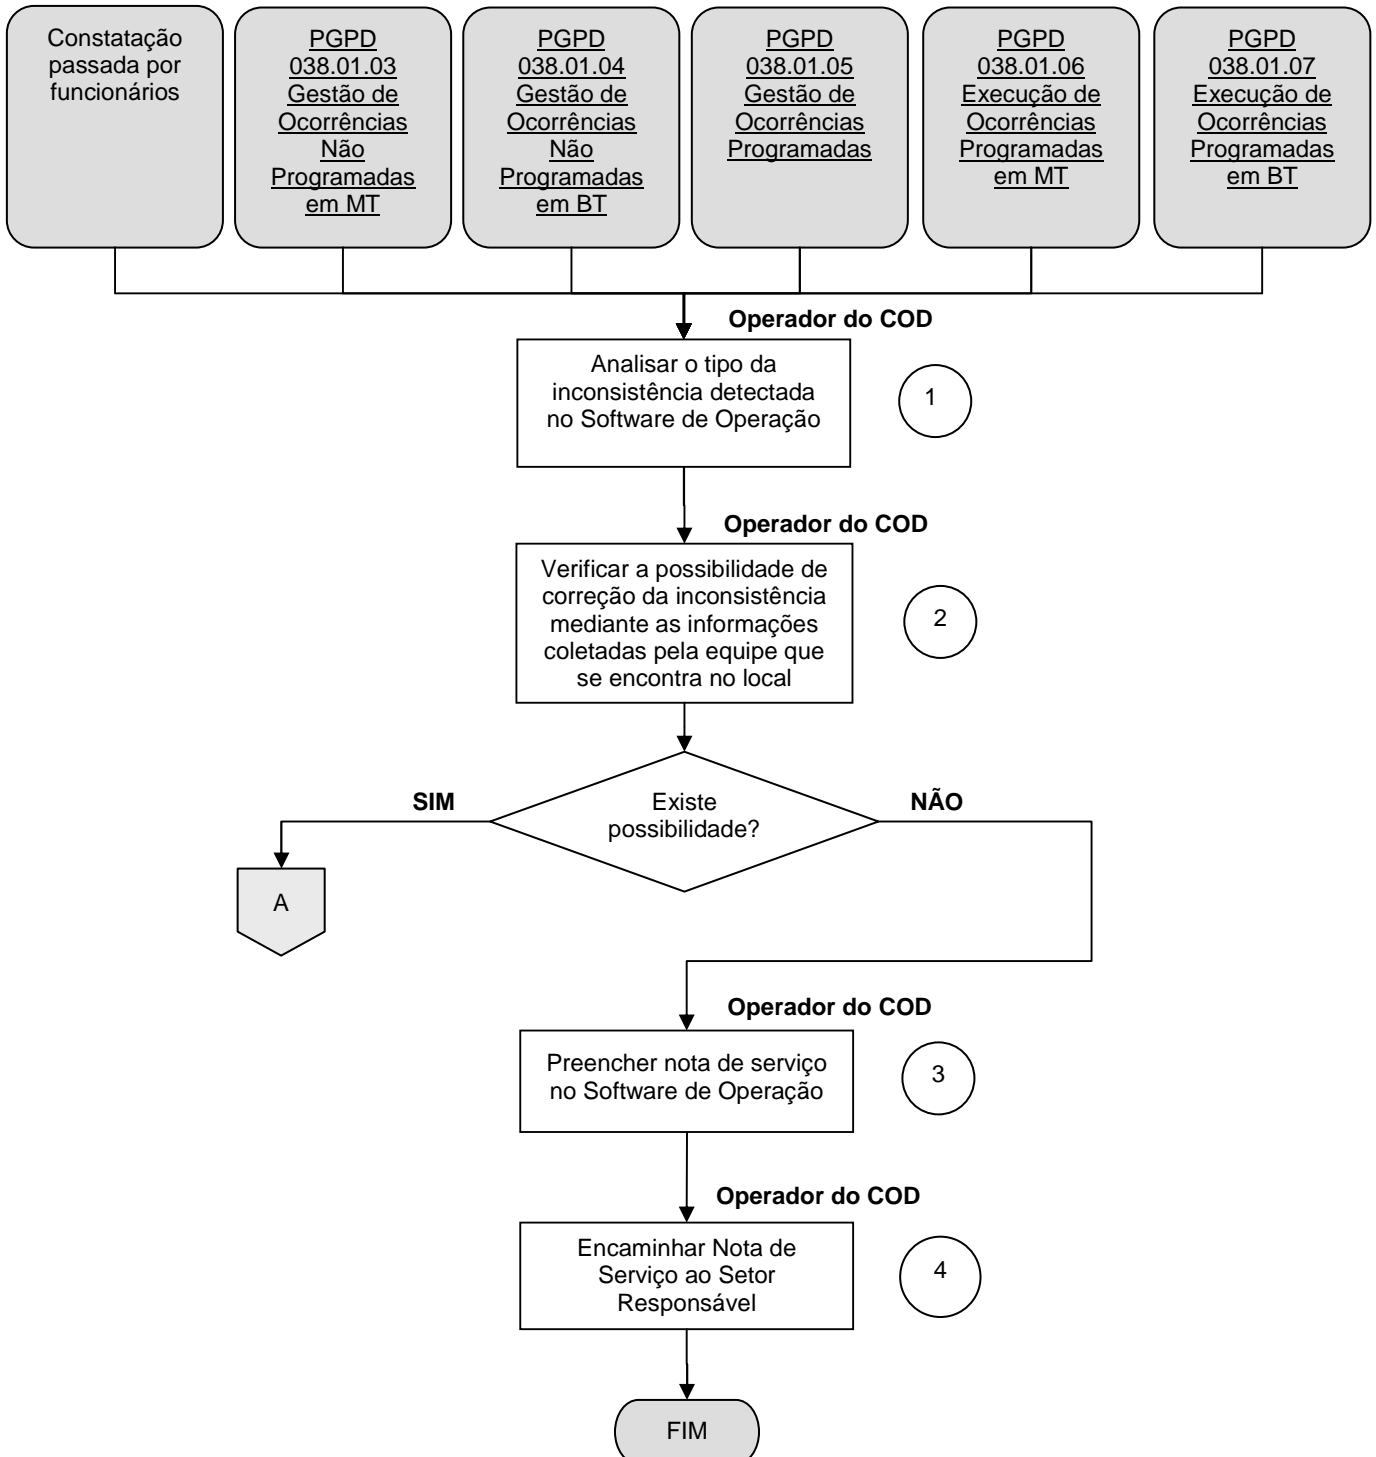 Constatação
passada por
funcionários
PGPD
038.01.03
Gestão de
Ocorrências
Não
Programadas
em MT
PGPD
038.01.04
Gestão de
Ocorrências
Não
Programadas
em BT
PGPD
038.01.05
Gestão de
Ocorrências
Programadas
PGPD
038.01.06
Execução de
Ocorrências
Programadas
em MT
PGPD
038.01.07
Execução de
Ocorrências
Programadas
em BT
Operador do COD
Analisar o tipo da
inconsistência detectada
no Software de Operação
1
Operador do COD
Verificar a possibilidade de
correção da inconsistência
mediante as informações
coletadas pela equipe que
se encontra no local
2
SIM
Existe
possibilidade?
NÃO
A
Operador do COD
Preencher nota de serviço
no Software de Operação
3
Operador do COD
Encaminhar Nota de
Serviço ao Setor
Responsável
4
FIM